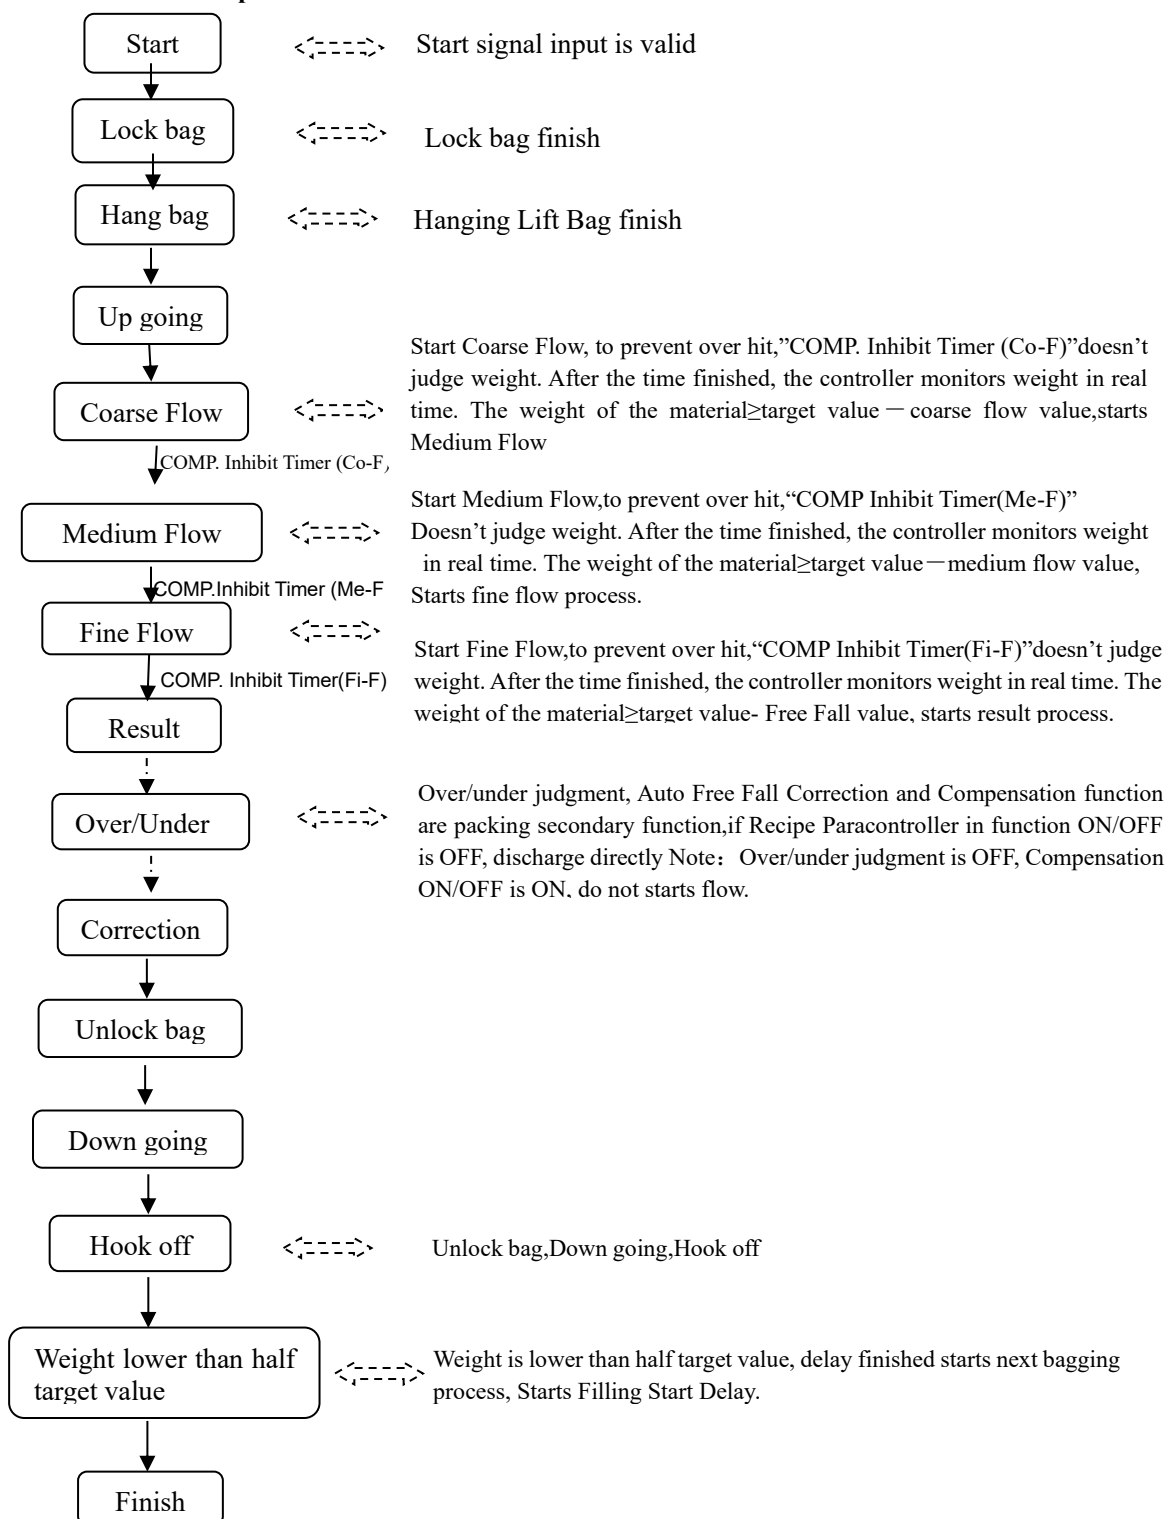 Start
Start signal input is valid
Lock bag
Lock bag finish
Hang bag
Hanging Lift Bag finish
Up going
Start Coarse Flow, to prevent over hit,”COMP. Inhibit Timer (Co-F)”doesn’t
judge weight. After the time finished, the controller monitors weight in real
time. The weight of the material≥target value－coarse flow value,starts
Medium Flow
Coarse Flow
COMP. Inhibit Timer (Co-F)
Start Medium Flow,to prevent over hit,“COMP Inhibit Timer(Me-F)”
Doesn’t judge weight. After the time finished, the controller monitors weight
in real time. The weight of the material≥target value－medium flow value,
Starts fine flow process.
Medium Flow
COMP.Inhibit Timer (Me-F
Fine Flow
Start Fine Flow,to prevent over hit,“COMP Inhibit Timer(Fi-F)”doesn’t judge
weight. After the time finished, the controller monitors weight in real time. The
weight of the material≥target value- Free Fall value, starts result process.
COMP. Inhibit Timer(Fi-F)
Result
Over/Under
Over/under judgment, Auto Free Fall Correction and Compensation function
are packing secondary function,if Recipe Paracontroller in function ON/OFF
is OFF, discharge directly Note：Over/under judgment is OFF, Compensation
ON/OFF is ON, do not starts flow.
Correction
Unlock bag
Down going
Hook off
Unlock bag,Down going,Hook off
Weight lower than half
target value
Weight is lower than half target value, delay finished starts next bagging
process, Starts Filling Start Delay.
Finish